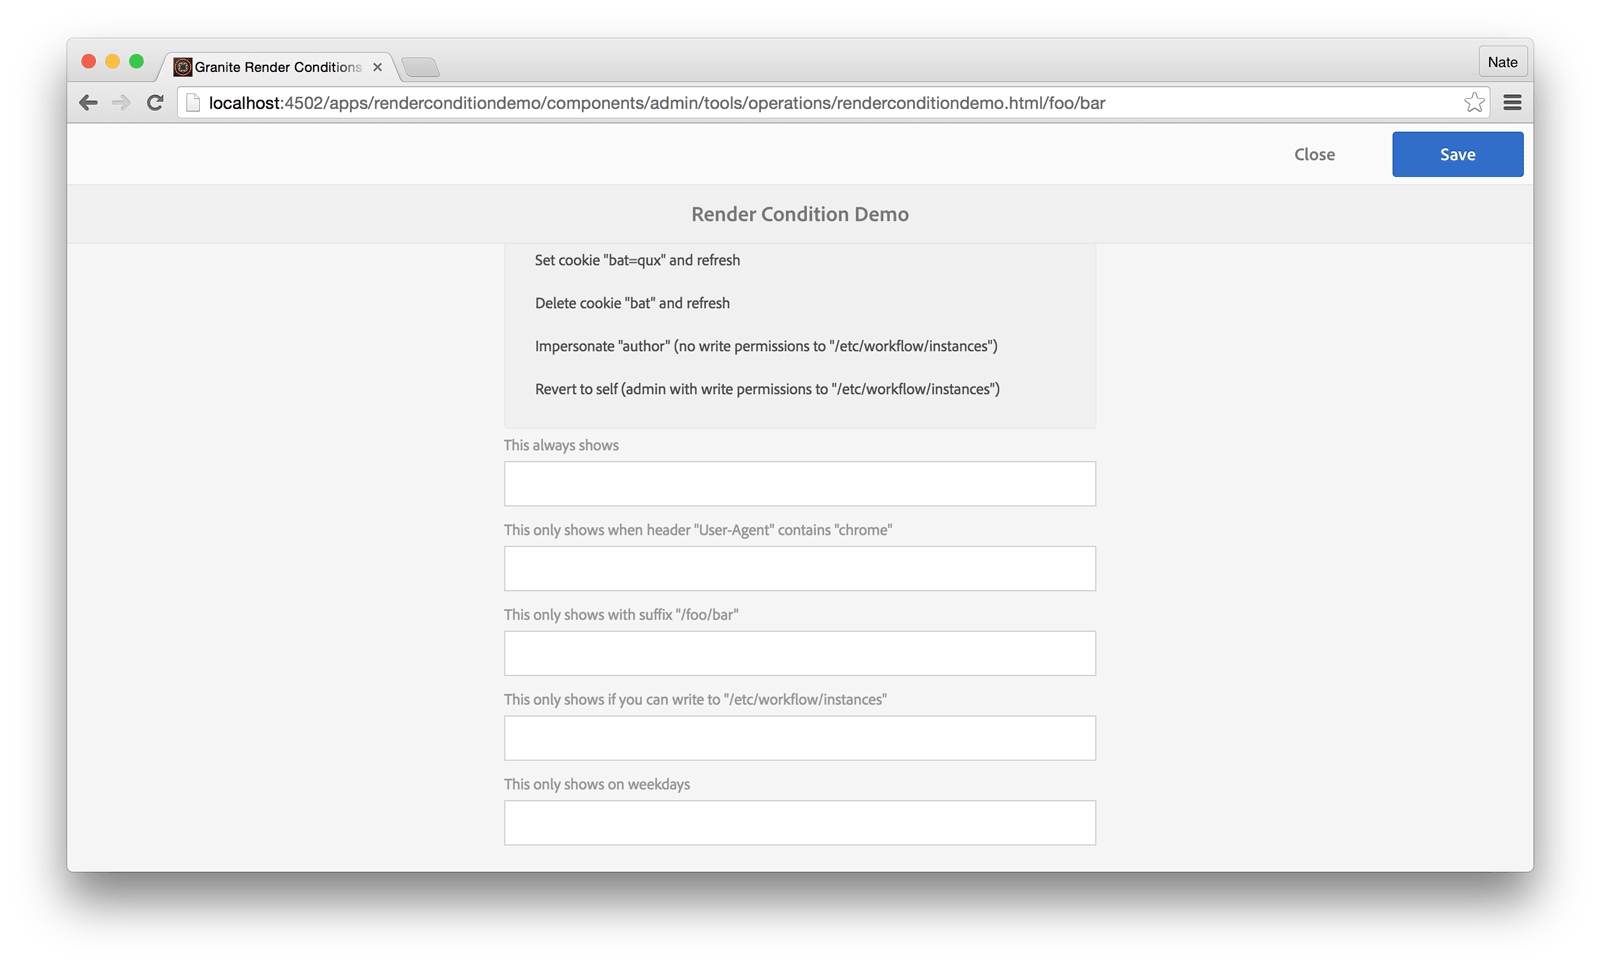 Granite Render Conditions
Nate
localhost:4502/apps/renderconditiondemo/components/admin/tools/operations/renderconditiondemo.html/foo/bar
Close
Save
Render Condition Demo
Set cookie "bat=qux" and refresh
Delete cookie "bat" and refresh
Impersonate "author" (no write permissions to "/etc/workflow/instances")
Revert to self (admin with write permissions to "/etc/workflow/instances")
This always shows
This only shows when header "User-Agent" contains "chrome"
This only shows with suffix "/foo/bar"
This only shows if you can write to "/etc/workflow/instances"
This only shows on weekdays